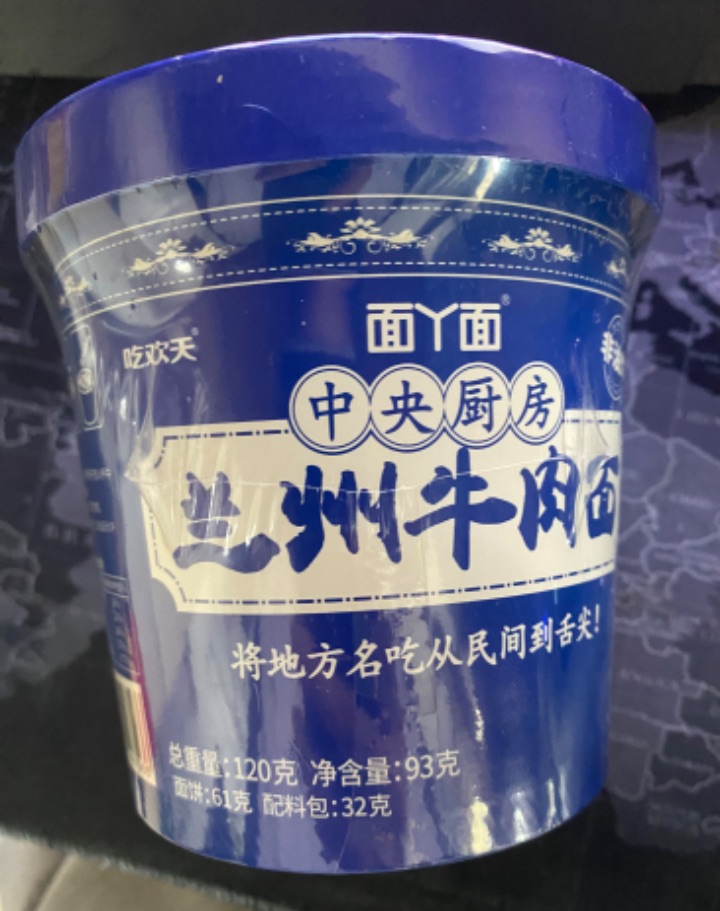 面丫面®
吃欢天®
中央厨房
兰州牛肉面
将地方名吃从民间到舌尖!
总重量:120克 净含量:93克
面饼:61克 配料包:32克